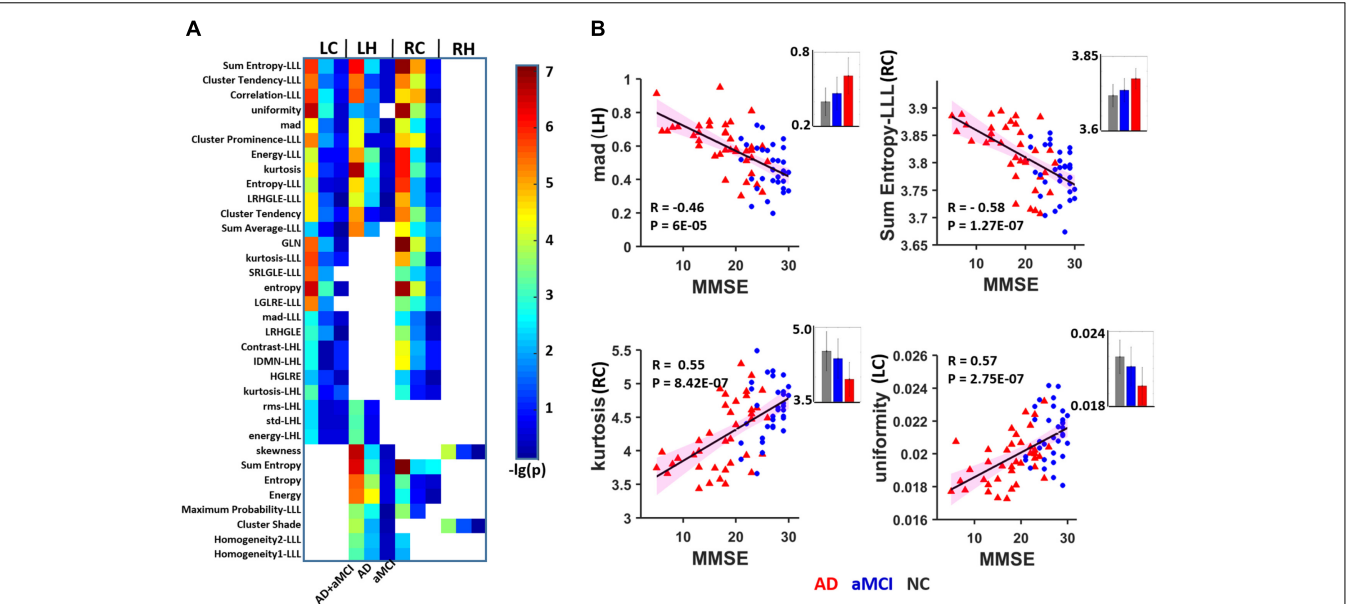 A
LC | LH | RC | RH
Sum Entropy-LLL
Cluster Tendency-LLL
Correlation-LLL
uniformity
mad
Cluster Prominence-LLL
Energy-LLL
kurtosis
Entropy-LLL
LRHGLE-LLL
Cluster Tendency
Sum Average-LLL
GLN
kurtosis-LLL
SRLGLE-LLL
entropy
LGLRE-LLL
mad-LLL
LRHGLE
Contrast-LHL
IDMN-LHL
HGLRE
kurtosis-LHL
rms-LHL
std-LHL
energy-LHL
skewness
Sum Entropy
Entropy
Energy
Maximum Probability-LLL
Cluster Shade
Homogeneity2-LLL
Homogeneity1-LLL
AD+aMCI
AD
aMCI
7
6
5
4
3
2
1
-lg(p)
B
mad (LH)
1
0.8
0.6
0.4
0.2
0
R = -0.46
P = 6E-05
10 20 30
MMSE
0.8
0.2
Sum Entropy-LLL(RC)
3.9
3.85
3.8
3.75
3.7
3.65
R = - 0.58
P = 1.27E-07
10 20 30
MMSE
3.85
3.6
kurtosis (RC)
5.5
5
4.5
4
3.5
3
R = 0.55
P = 8.42E-07
10 20 30
MMSE
5.0
3.5
uniformity (LC)
0.026
0.024
0.022
0.02
0.018
0.016
R = 0.57
P = 2.75E-07
10 20 30
MMSE
0.024
0.018
AD aMCI NC